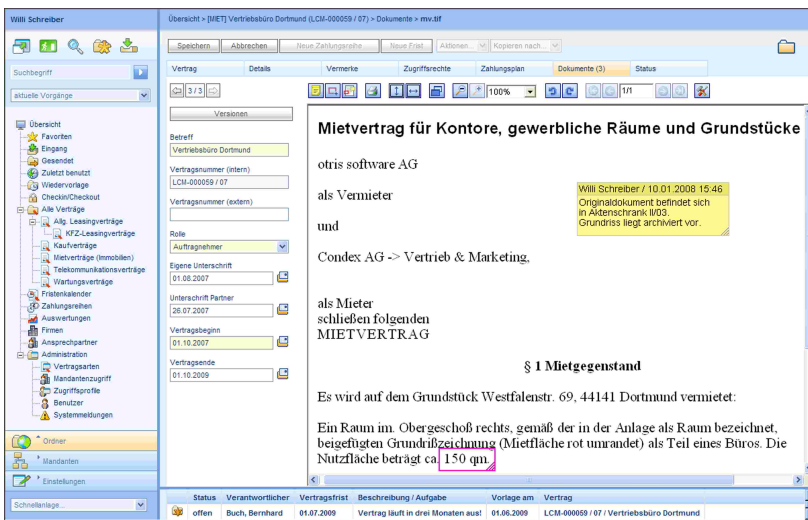 Willi Schreiber
Übersicht > [MIET] Vertriebsbüro Dortmund (LCM-000059 / 07) > Dokumente > mv.tif
Speichern Abbrechen Neue Zahlungsreihe Neue Frist Aktionen... Kopieren nach...
Suchbegriff
aktuelle Vorgänge
Vertrag Details Vermerke Zugriffsrechte Zahlungsplan Dokumente (3) Status
3 / 3 100% 1/1
Übersicht
Favoriten
Eingang
Gesendet
Zuletzt benutzt
Wiedervorlage
Checkin/Checkout
Alle Verträge
Allg. Leasingverträge
KFZ-Leasingverträge
Kaufverträge
Mietverträge (Immobilien)
Telekommunikationsverträge
Wartungsverträge
Fristenkalender
Zahlungsreihen
Auswertungen
Firmen
Ansprechpartner
Administration
Vertragsarten
Mandantenzugriff
Zugriffsprofile
Benutzer
Systemmeldungen
Ordner
Mandanten
Einstellungen
Schnellanlage...
Versionen
Betreff
Vertriebsbüro Dortmund
Vertragsnummer (intern)
LCM-000059 / 07
Vertragsnummer (extern)
Rolle
Auftragnehmer
Eigene Unterschrift
01.08.2007
Unterschrift Partner
26.07.2007
Vertragsbeginn
01.10.2007
Vertragsende
01.10.2009
Mietvertrag für Kontore, gewerbliche Räume und Grundstücke
otris software AG
als Vermieter
und
Condex AG -> Vertrieb & Marketing,
als Mieter
schließen folgenden
MIETVERTRAG
Willi Schreiber / 10.01.2008 15:46
Originaldokument befindet sich
in Aktenschrank II/03.
Grundriss liegt archiviert vor.
§ 1 Mietgegenstand
Es wird auf dem Grundstück Westfalenstr. 69, 44141 Dortmund vermietet:
Ein Raum im. Obergeschoß rechts, gemäß der in der Anlage als Raum bezeichnet,
beigefügten Grundrißzeichnung (Mietfläche rot umrandet) als Teil eines Büros. Die
Nutzfläche beträgt ca. 150 qm.
Status Verantwortlicher Vertragsfrist Beschreibung / Aufgabe Vorlage am Vertrag
offen Buch, Bernhard 01.07.2009 Vertrag läuft in drei Monaten aus! 01.06.2009 LCM-000059 / 07 / Vertriebsbüro Dortmund